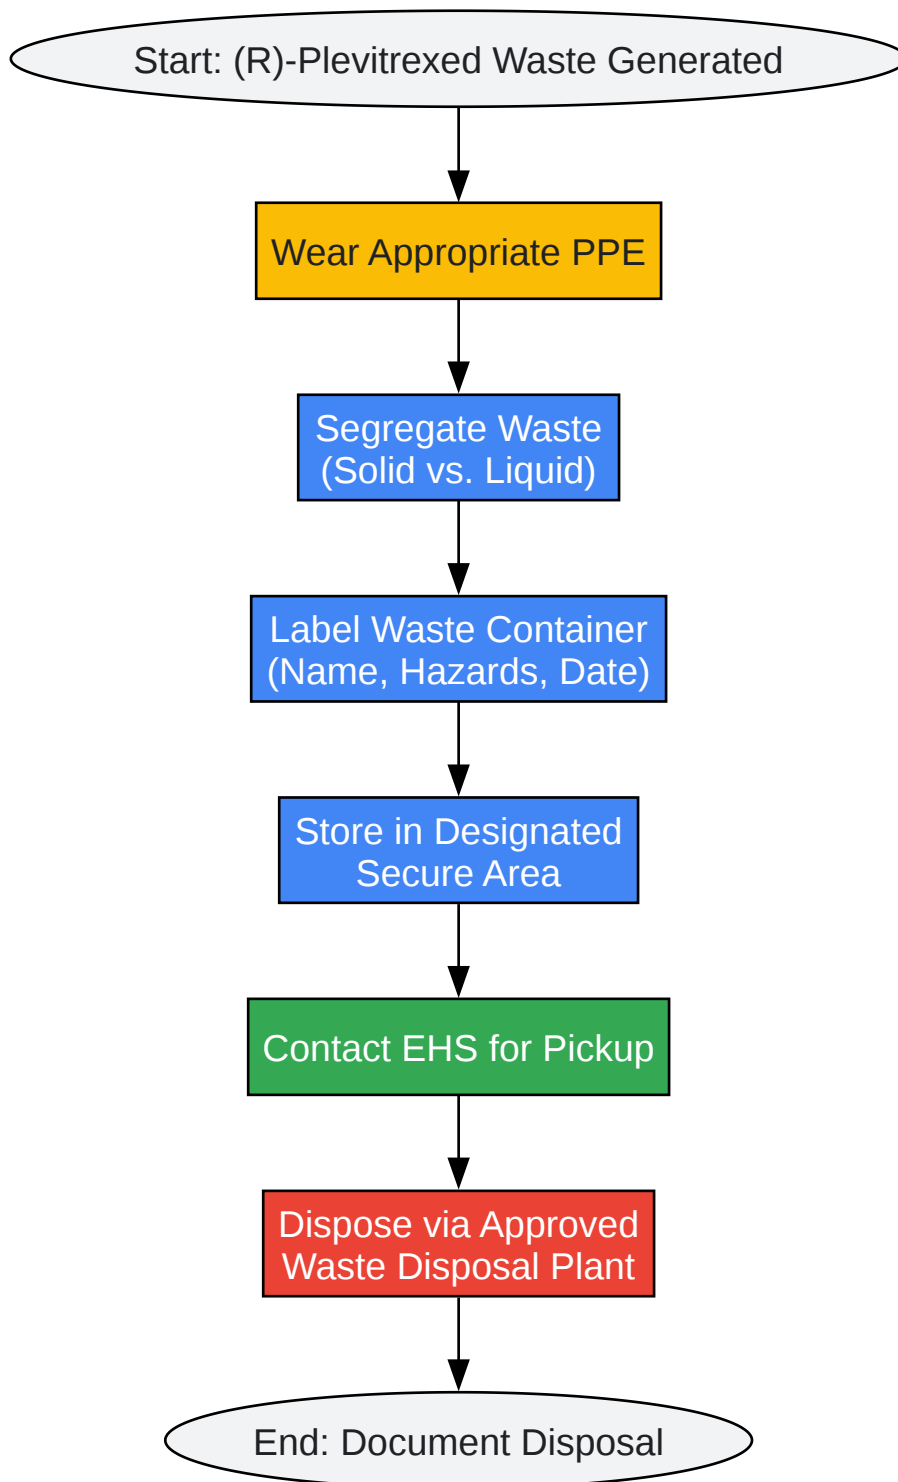 Start: (R)-Plevitrexed Waste Generated
Wear Appropriate PPE
Segregate Waste
(Solid vs. Liquid)
Label Waste Container
(Name, Hazards, Date)
Store in Designated
Secure Area
Contact EHS for Pickup
Dispose via Approved
Waste Disposal Plant
End: Document Disposal